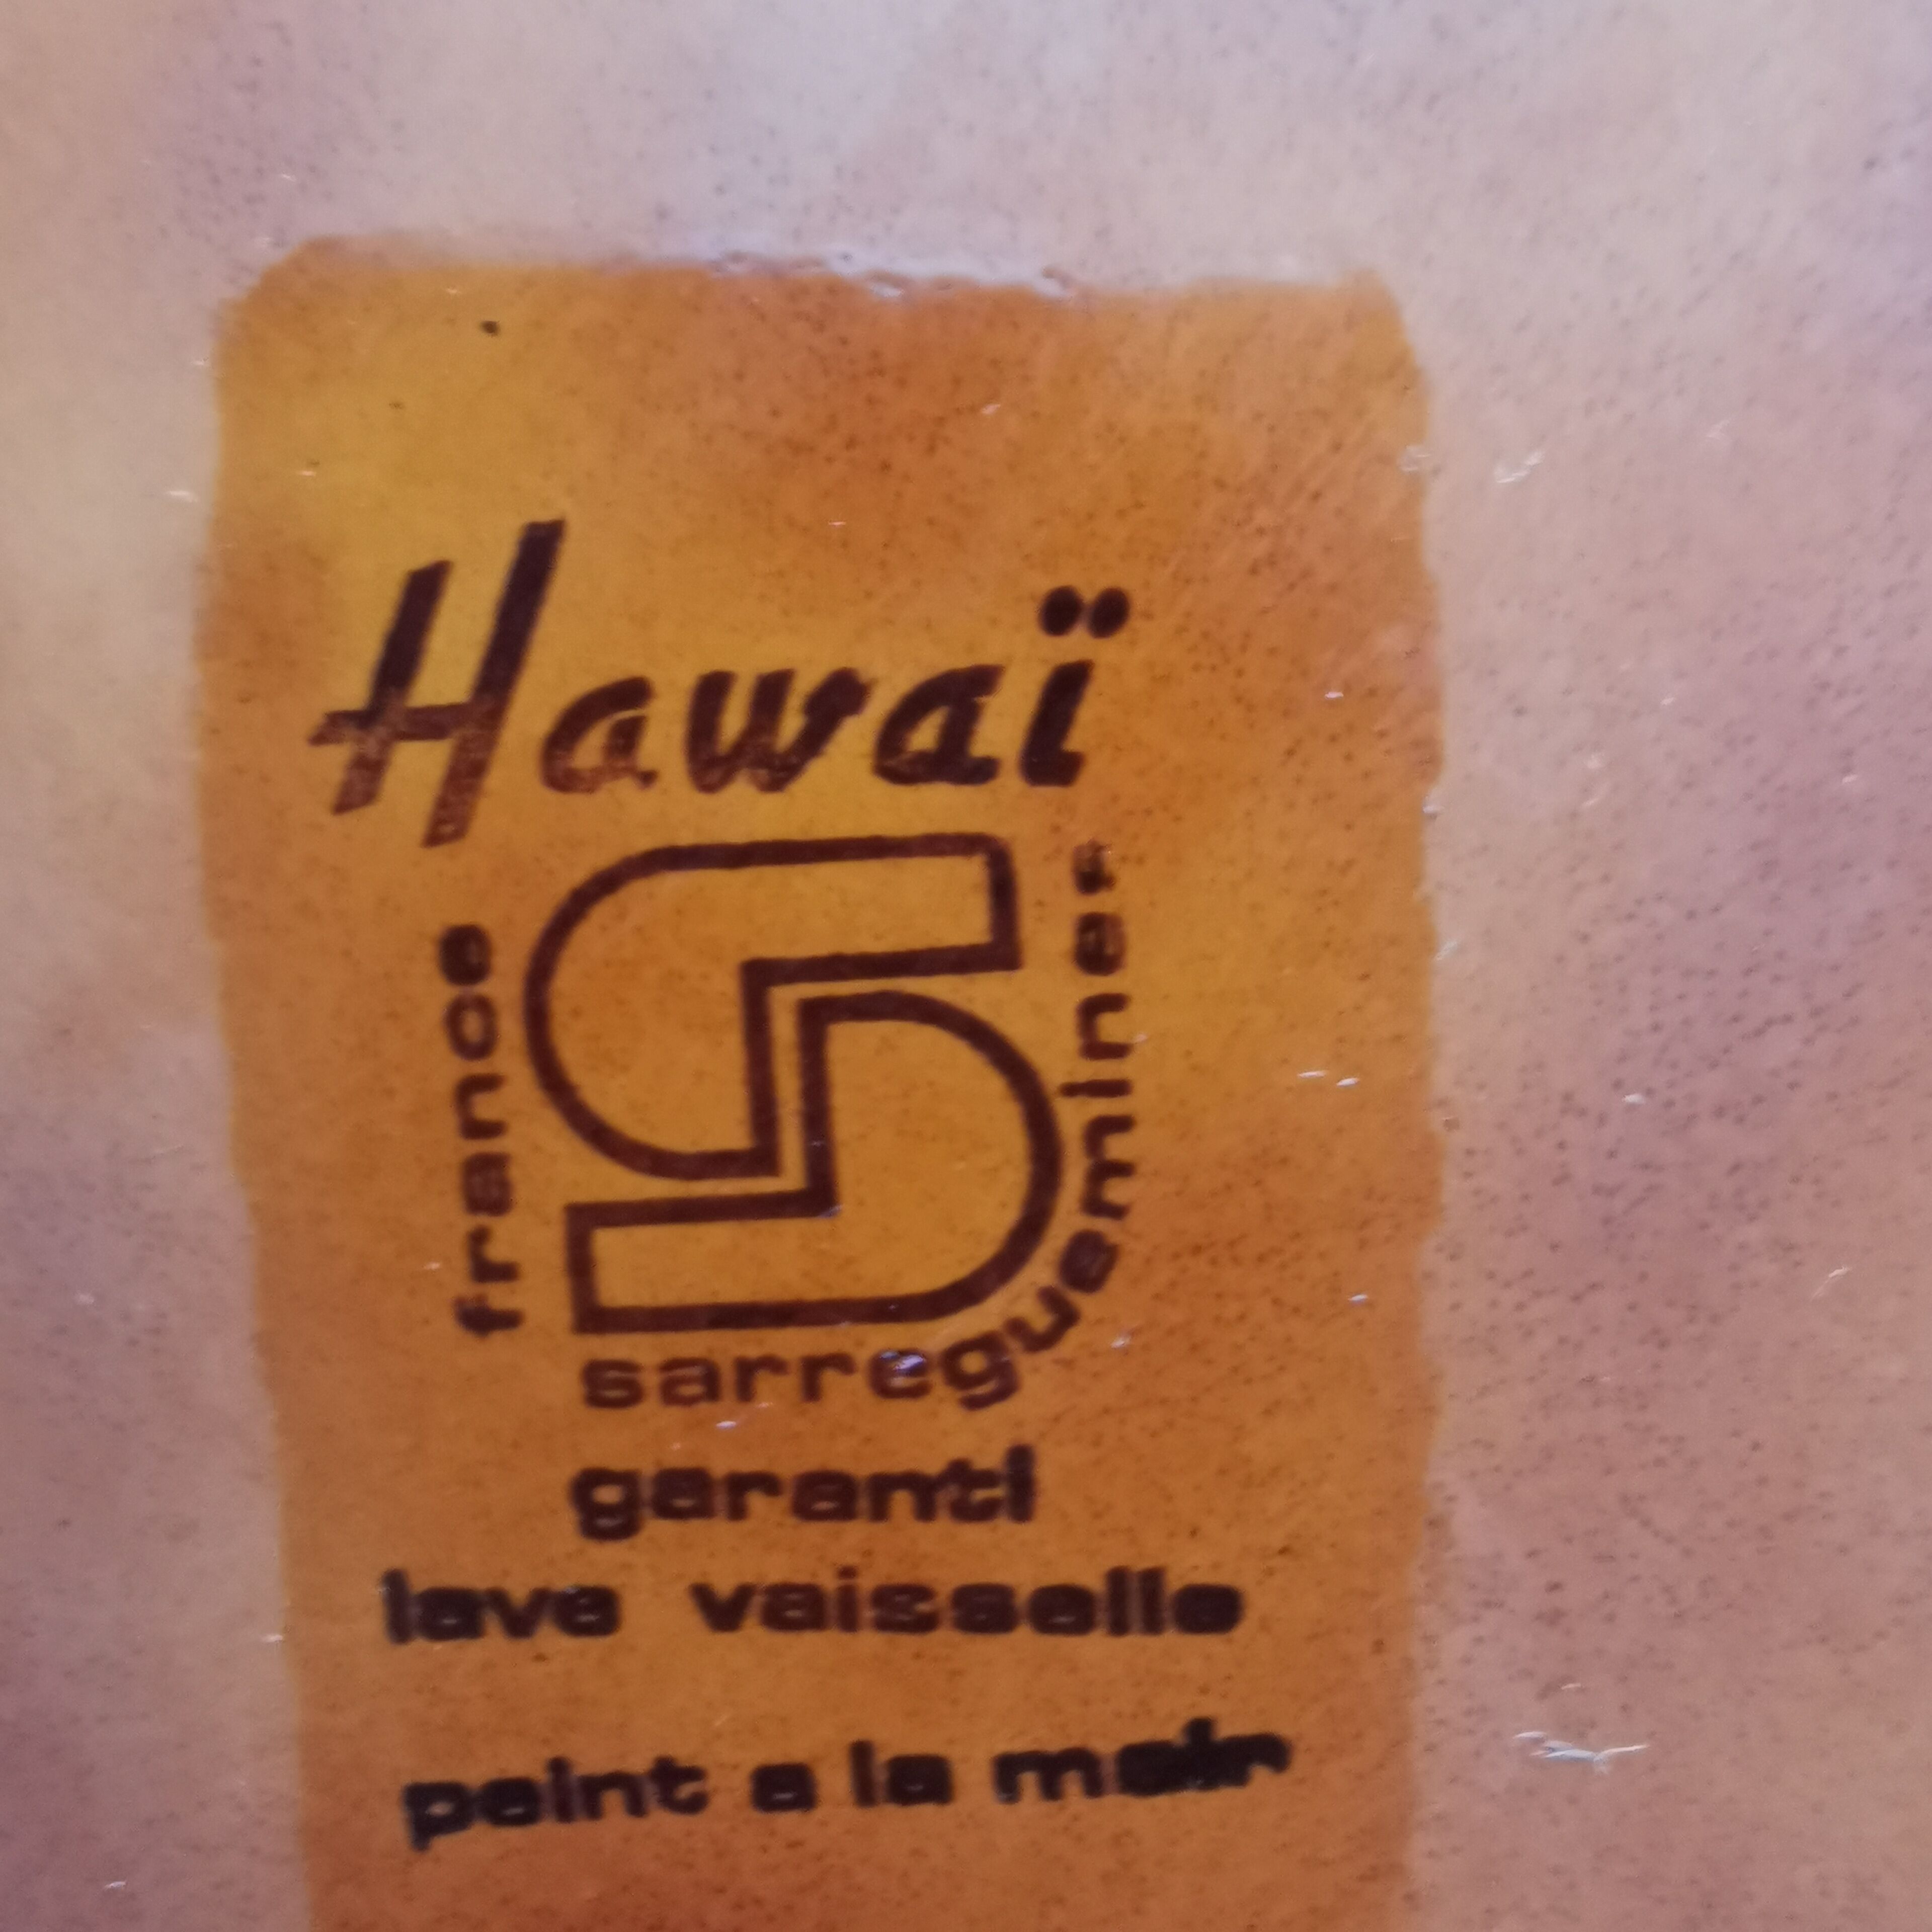 Hawaï
france
sarreguemines
garanti
lave vaisselle
peint a la main